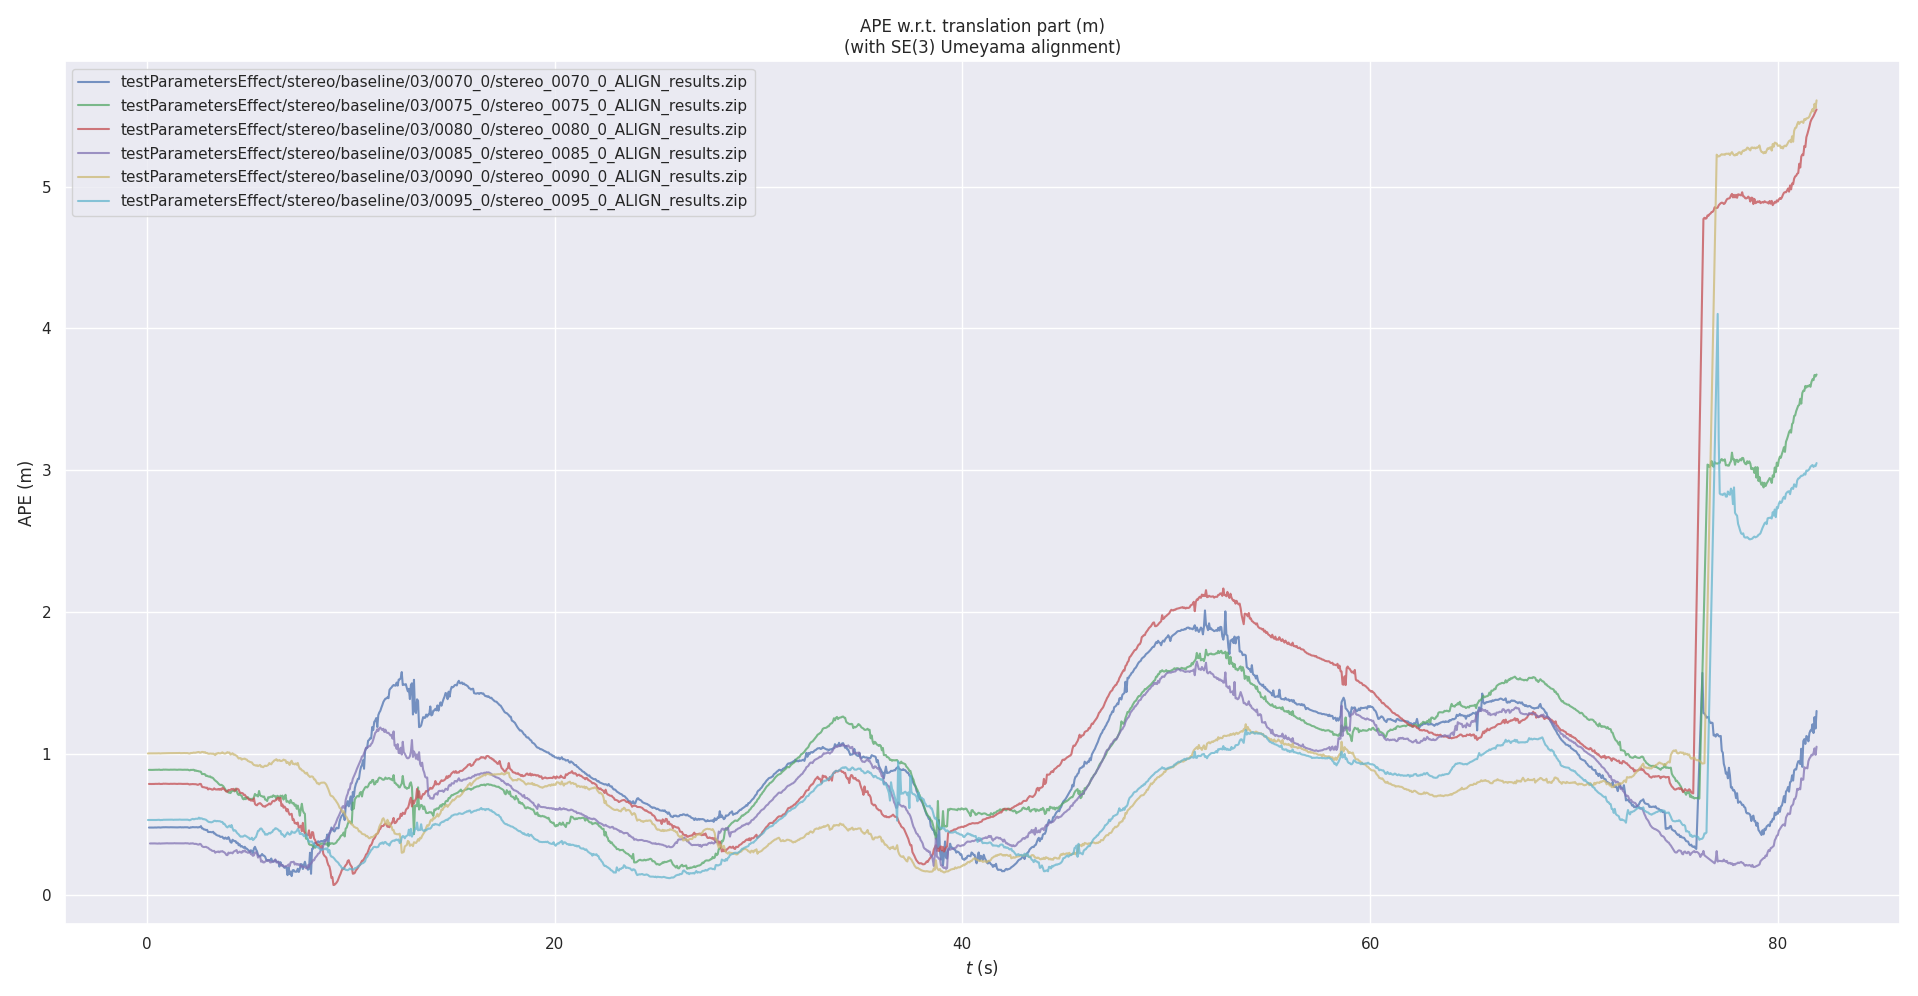 APE w.r.t. translation part (m)
(with SE(3) Umeyama alignment)
testParametersEffect/stereo/baseline/03/0070_0/stereo_0070_0_ALIGN_results.zip
testParametersEffect/stereo/baseline/03/0075_0/stereo_0075_0_ALIGN_results.zip
testParametersEffect/stereo/baseline/03/0080_0/stereo_0080_0_ALIGN_results.zip
testParametersEffect/stereo/baseline/03/0085_0/stereo_0085_0_ALIGN_results.zip
testParametersEffect/stereo/baseline/03/0090_0/stereo_0090_0_ALIGN_results.zip
testParametersEffect/stereo/baseline/03/0095_0/stereo_0095_0_ALIGN_results.zip
5
4
3
2
1
0
APE (m)
0 20 40 60 80
t (s)